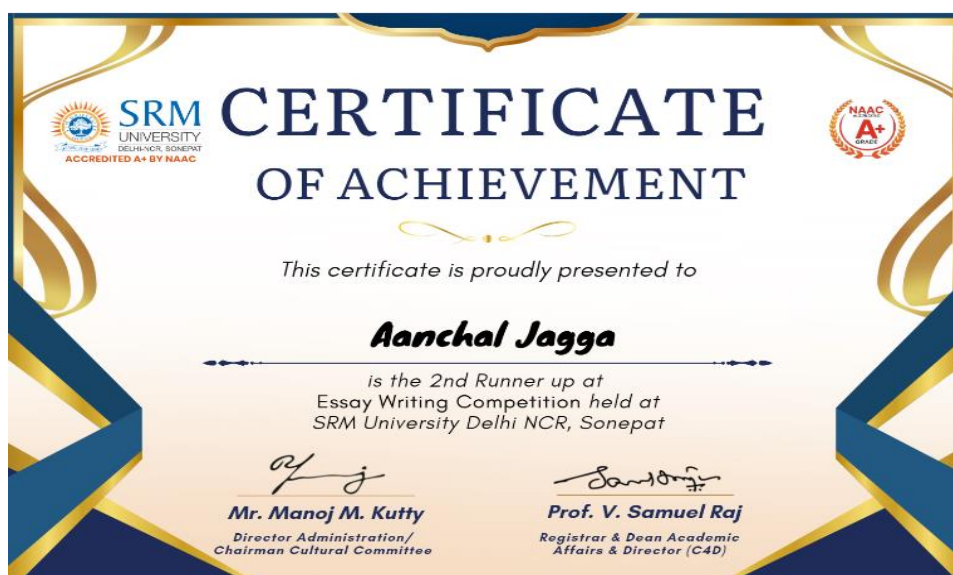 SRM
UNIVERSITY
DELHI-NCR, SONEPAT
ACCREDITED A+ BY NAAC
CERTIFICATE
OF ACHIEVEMENT
NAAC
A+
GRADE
This certificate is proudly presented to
Aanchal Jagga
is the 2nd Runner up at
Essay Writing Competition held at
SRM University Delhi NCR, Sonepat
Mr. Manoj M. Kutty
Director Administration/
Chairman Cultural Committee
Prof. V. Samuel Raj
Registrar & Dean Academic
Affairs & Director (C4D)